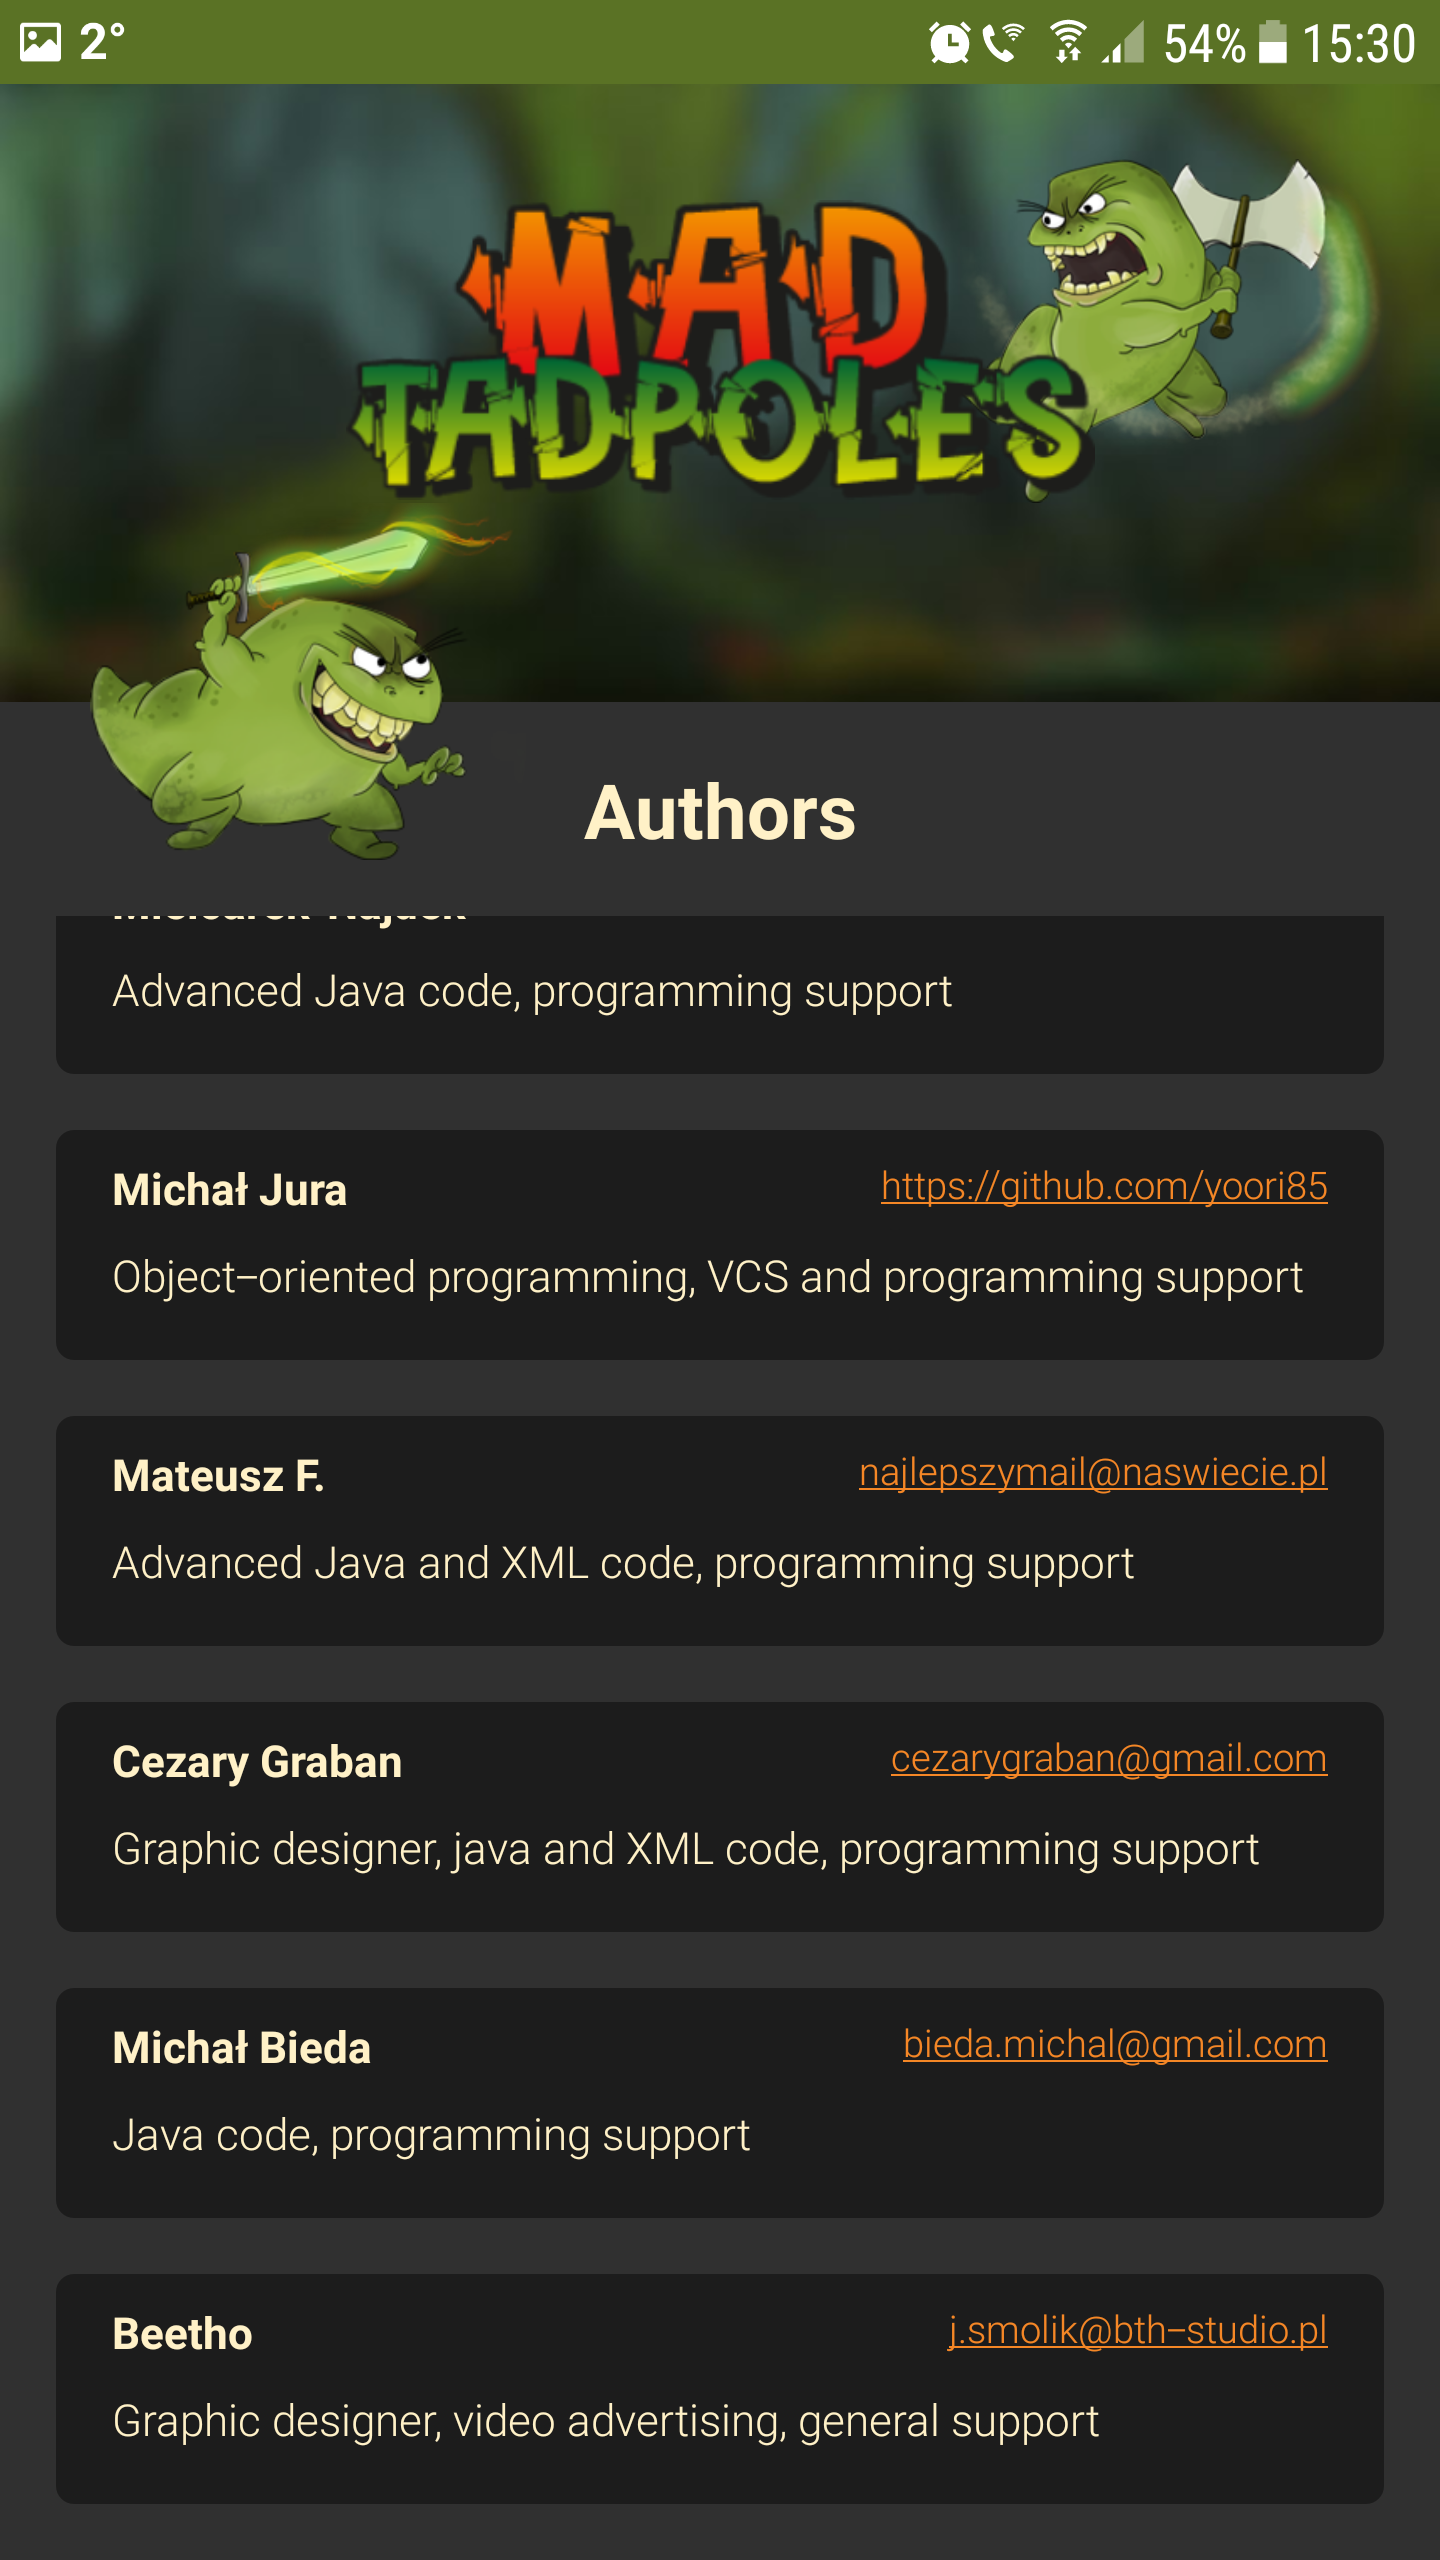 2°
54% 15:30
MAD
TADPOLES
Authors
Advanced Java code, programming support
Michał Jura
https://github.com/yoori85
Object–oriented programming, VCS and programming support
Mateusz F.
najlepszymail@naswiecie.pl
Advanced Java and XML code, programming support
Cezary Graban
cezarygraban@gmail.com
Graphic designer, java and XML code, programming support
Michał Bieda
bieda.michal@gmail.com
Java code, programming support
Beetho
j.smolik@bth–studio.pl
Graphic designer, video advertising, general support